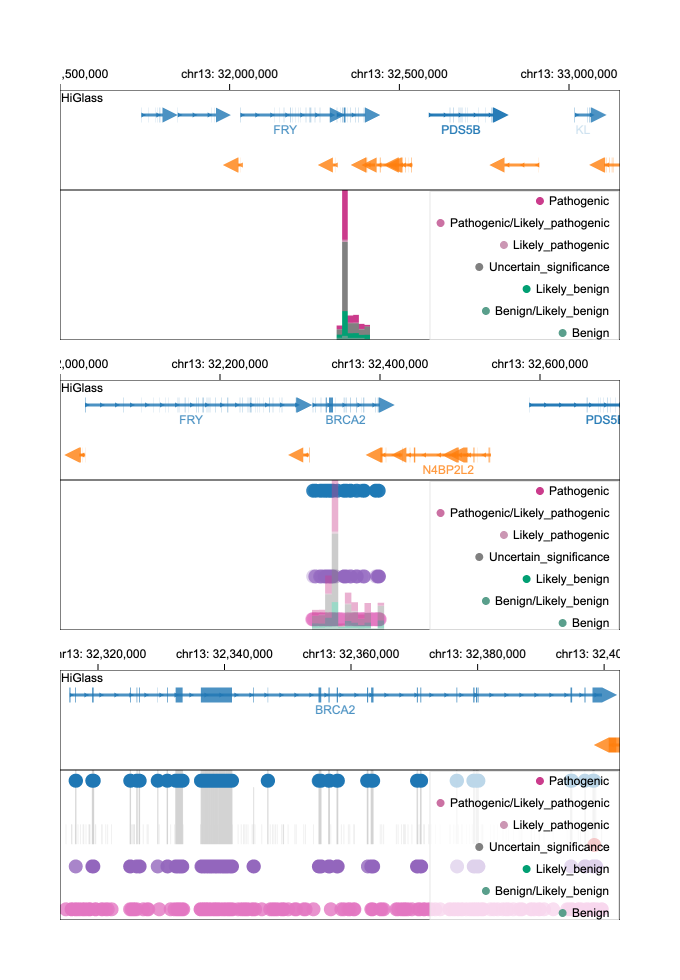 ,500,000 chr13: 32,000,000 chr13: 32,500,000 chr13: 33,000,000
HiGlass
FRY PDS5B KL
Pathogenic
Pathogenic/Likely_pathogenic
Likely_pathogenic
Uncertain_significance
Likely_benign
Benign/Likely_benign
Benign
:,000,000 chr13: 32,200,000 chr13: 32,400,000 chr13: 32,600,000
HiGlass
FRY BRCA2 PDS5
N4BP2L2
Pathogenic
Pathogenic/Likely_pathogenic
Likely_pathogenic
Uncertain_significance
Likely_benign
Benign/Likely_benign
Benign
r13: 32,320,000 chr13: 32,340,000 chr13: 32,360,000 chr13: 32,380,000 chr13: 32,40
HiGlass
BRCA2
Pathogenic
Pathogenic/Likely_pathogenic
Likely_pathogenic
Uncertain_significance
Likely_benign
Benign/Likely_benign
Benign